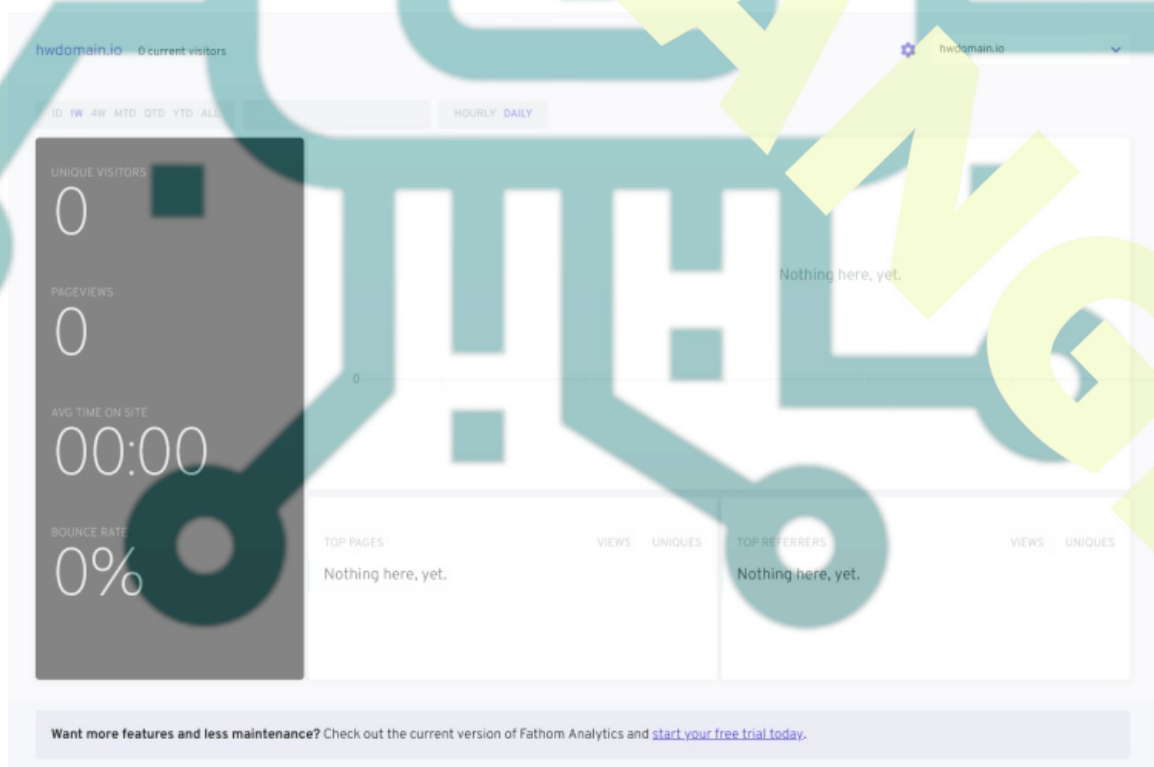 hwdomain.io 0 current visitors hwdomain.io
1D 1W 4W MTD QTD YTD ALL HOURLY DAILY
UNIQUE VISITORS
0
Nothing here, yet.
PAGEVIEWS
0
0
AVG TIME ON SITE
00:00
BOUNCE RATE
0%
TOP PAGES VIEWS UNIQUES
Nothing here, yet.
TOP REFERRERS VIEWS UNIQUES
Nothing here, yet.
Want more features and less maintenance? Check out the current version of Fathom Analytics and start your free trial today.
ANG